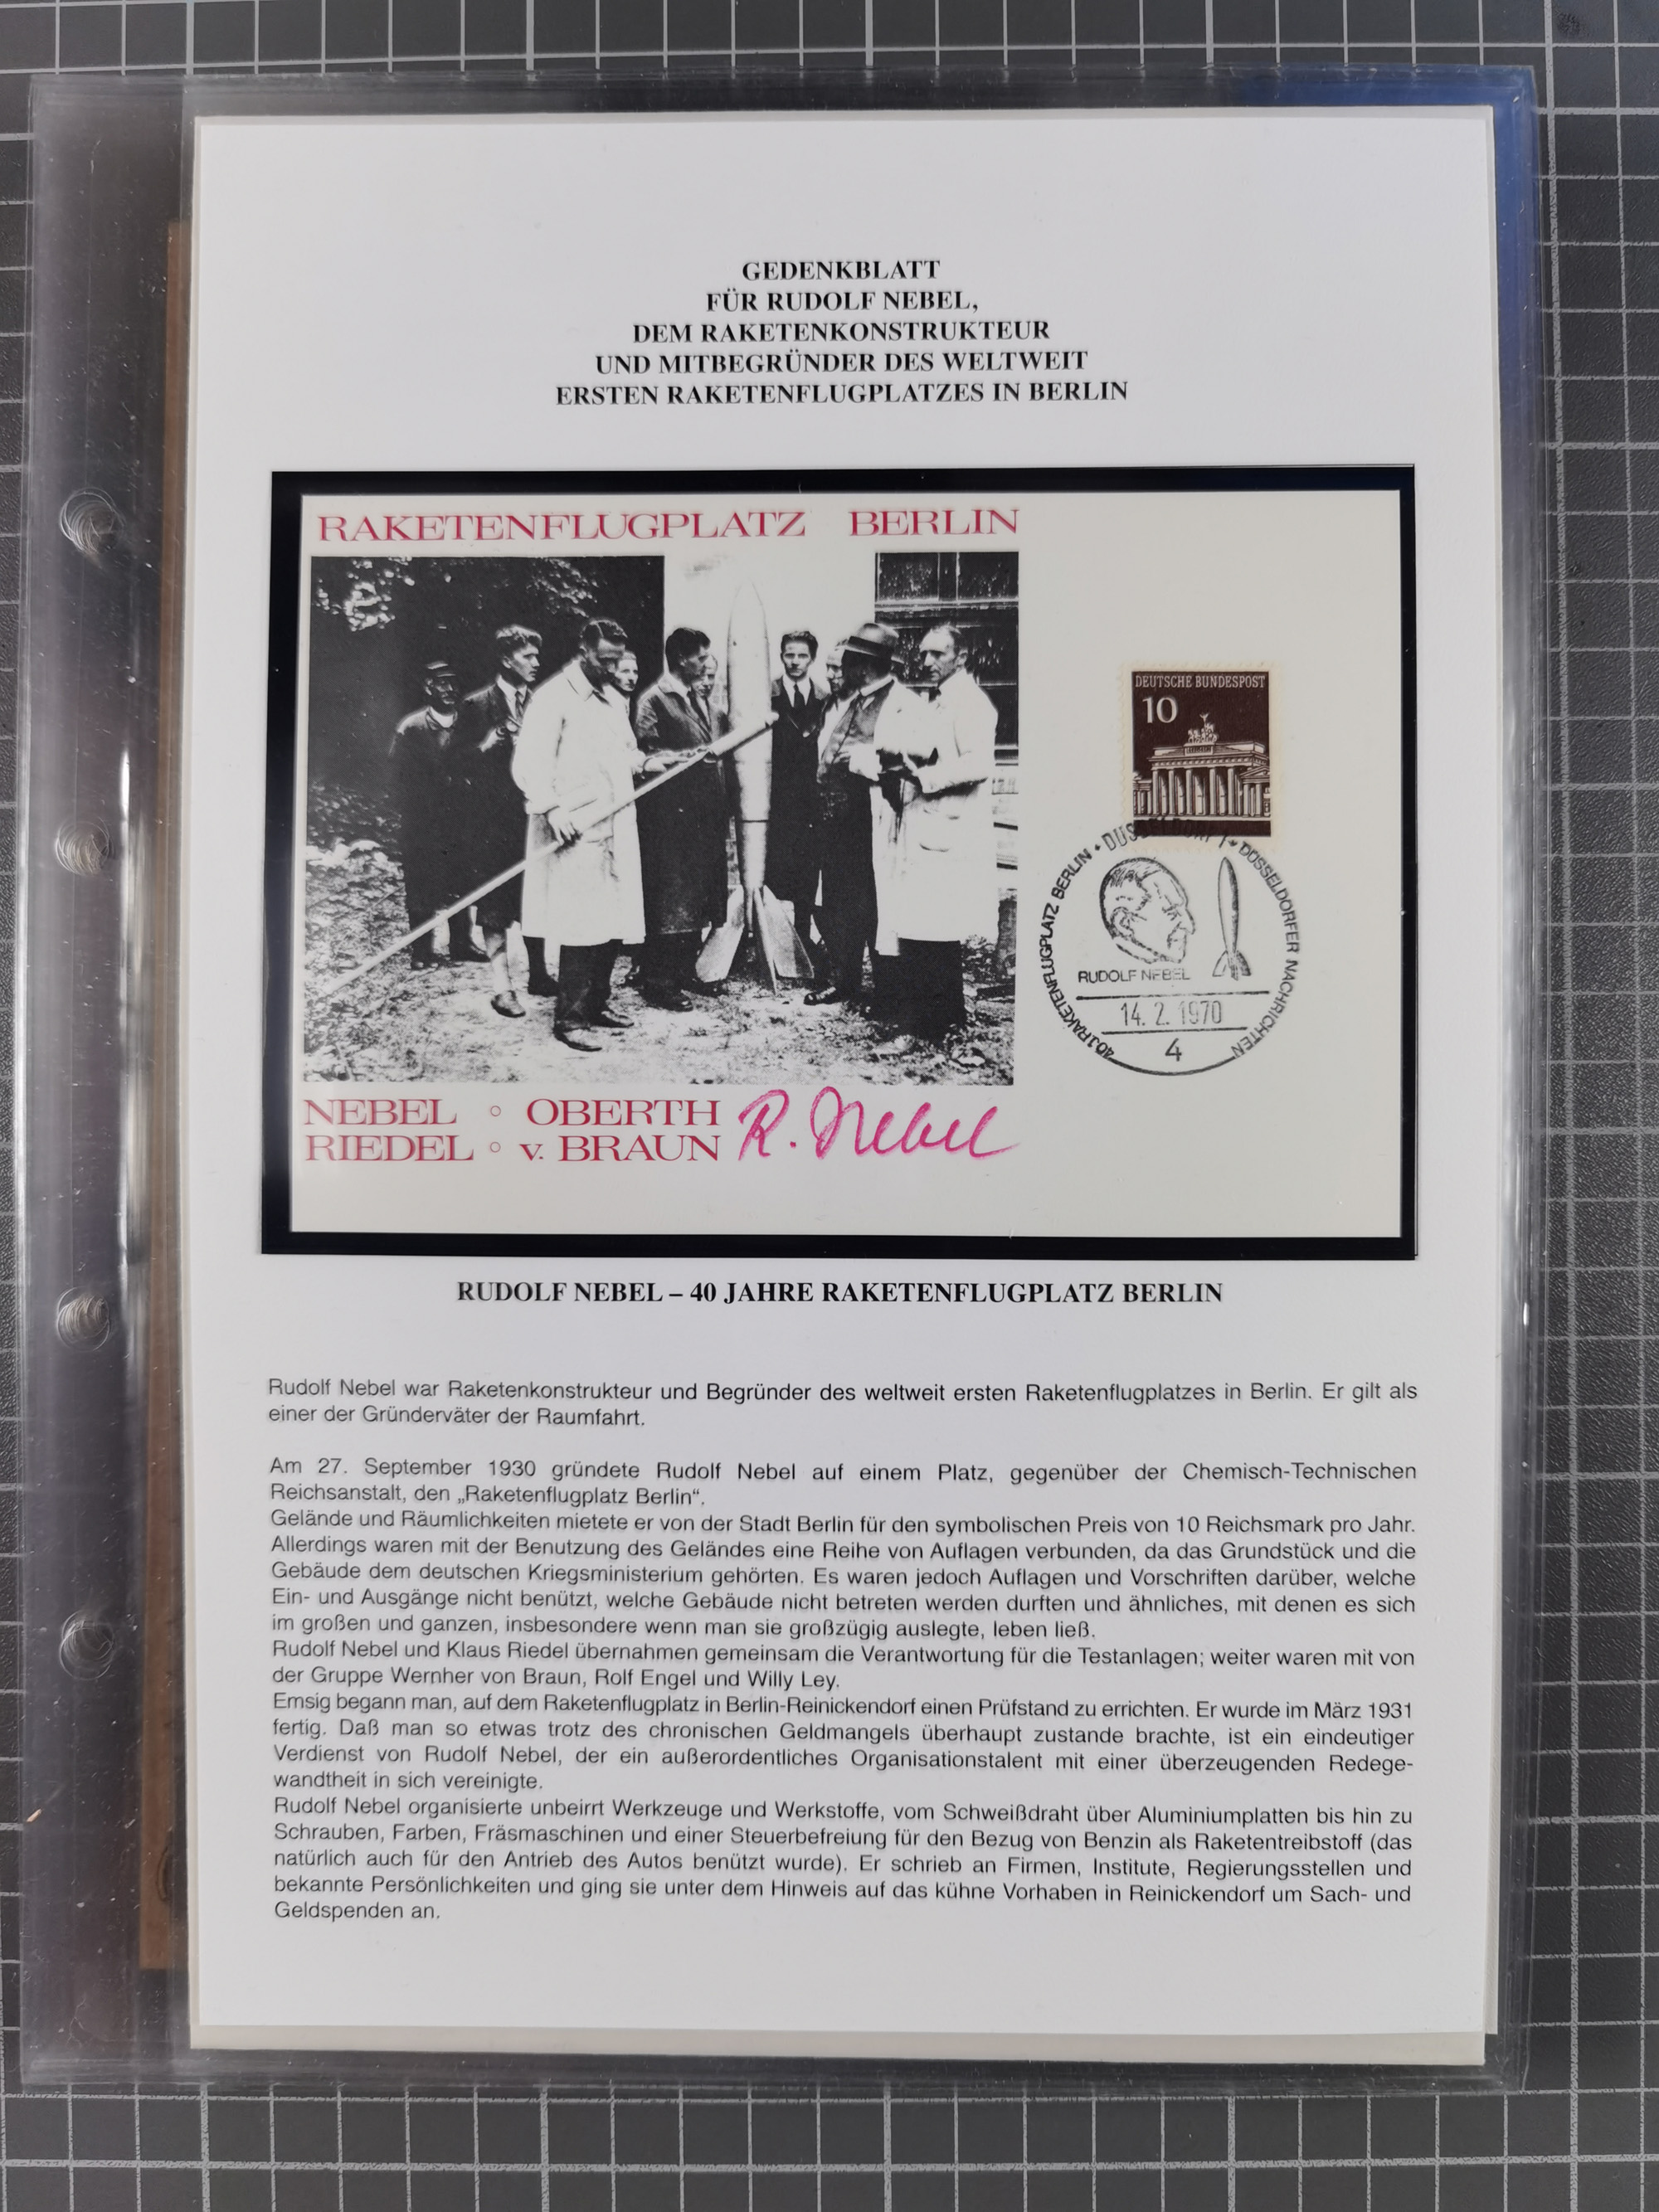 GEDENKBLATT
FÜR RUDOLF NEBEL,
DEM RAKETENKONSTRUKTEUR
UND MITBEGRÜNDER DES WELTWEIT
ERSTEN RAKETENFLUGPLATZES IN BERLIN
RAKETENFLUGPLATZ BERLIN
DEUTSCHE BUNDESPOST
10
40 J. RAKETENFLUGPLATZ BERLIN • DÜSSELDORF 1 • DÜSSELDORFER NACHRICHTEN
RUDOLF NEBEL
14. 2. 1970
4
NEBEL ° OBERTH
RIEDEL ° v. BRAUN
R. Nebel
RUDOLF NEBEL – 40 JAHRE RAKETENFLUGPLATZ BERLIN
Rudolf Nebel war Raketenkonstrukteur und Begründer des weltweit ersten Raketenflugplatzes in Berlin. Er gilt als
einer der Gründerväter der Raumfahrt.
Am 27. September 1930 gründete Rudolf Nebel auf einem Platz, gegenüber der Chemisch-Technischen
Reichsanstalt, den „Raketenflugplatz Berlin“.
Gelände und Räumlichkeiten mietete er von der Stadt Berlin für den symbolischen Preis von 10 Reichsmark pro Jahr.
Allerdings waren mit der Benutzung des Geländes eine Reihe von Auflagen verbunden, da das Grundstück und die
Gebäude dem deutschen Kriegsministerium gehörten. Es waren jedoch Auflagen und Vorschriften darüber, welche
Ein- und Ausgänge nicht benützt, welche Gebäude nicht betreten werden durften und ähnliches, mit denen es sich
im großen und ganzen, insbesondere wenn man sie großzügig auslegte, leben ließ.
Rudolf Nebel und Klaus Riedel übernahmen gemeinsam die Verantwortung für die Testanlagen; weiter waren mit von
der Gruppe Wernher von Braun, Rolf Engel und Willy Ley.
Emsig begann man, auf dem Raketenflugplatz in Berlin-Reinickendorf einen Prüfstand zu errichten. Er wurde im März 1931
fertig. Daß man so etwas trotz des chronischen Geldmangels überhaupt zustande brachte, ist ein eindeutiger
Verdienst von Rudolf Nebel, der ein außerordentliches Organisationstalent mit einer überzeugenden Redege-
wandtheit in sich vereinigte.
Rudolf Nebel organisierte unbeirrt Werkzeuge und Werkstoffe, vom Schweißdraht über Aluminiumplatten bis hin zu
Schrauben, Farben, Fräsmaschinen und einer Steuerbefreiung für den Bezug von Benzin als Raketentreibstoff (das
natürlich auch für den Antrieb des Autos benützt wurde). Er schrieb an Firmen, Institute, Regierungsstellen und
bekannte Persönlichkeiten und ging sie unter dem Hinweis auf das kühne Vorhaben in Reinickendorf um Sach- und
Geldspenden an.